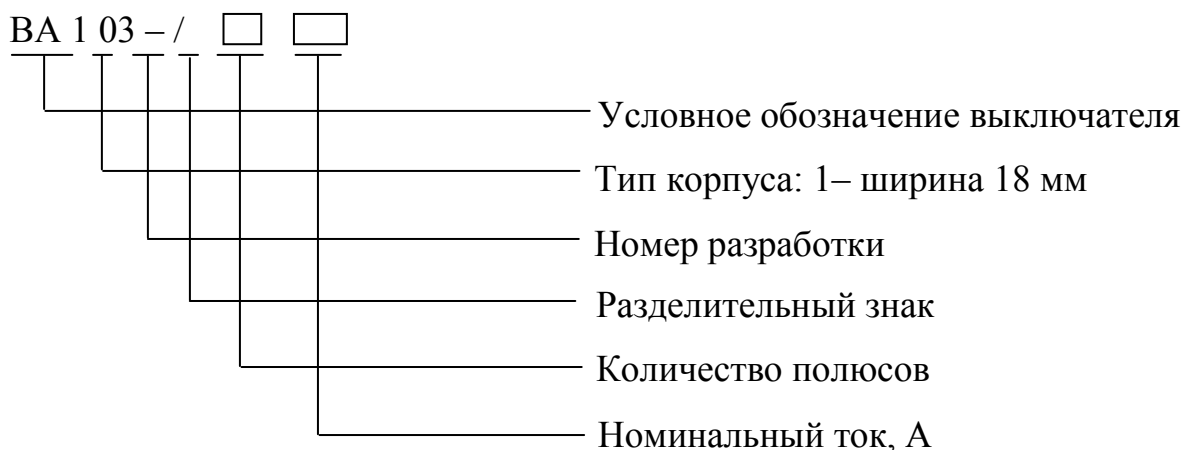 ВА 1 03 – /
Условное обозначение выключателя
Тип корпуса: 1– ширина 18 мм
Номер разработки
Разделительный знак
Количество полюсов
Номинальный ток, А